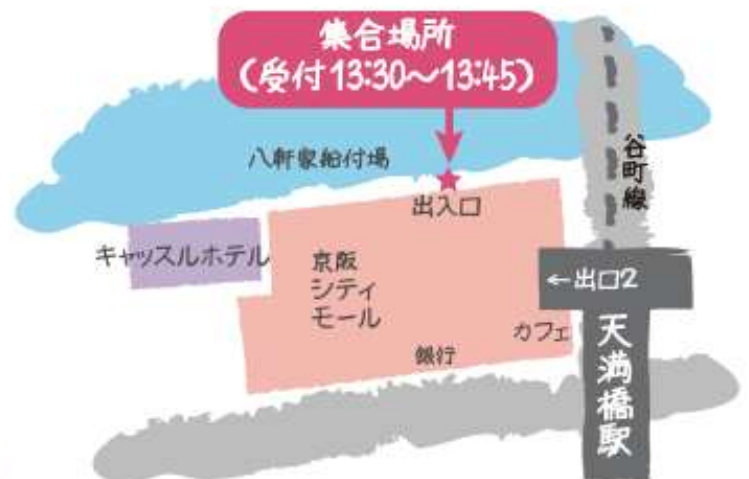 集合場所
（受付13:30〜13:45）
八軒家船付場
谷町線
出入口
キャッスルホテル
京阪
シティ
モール
←出口2
カフェ
銀行
天満橋駅